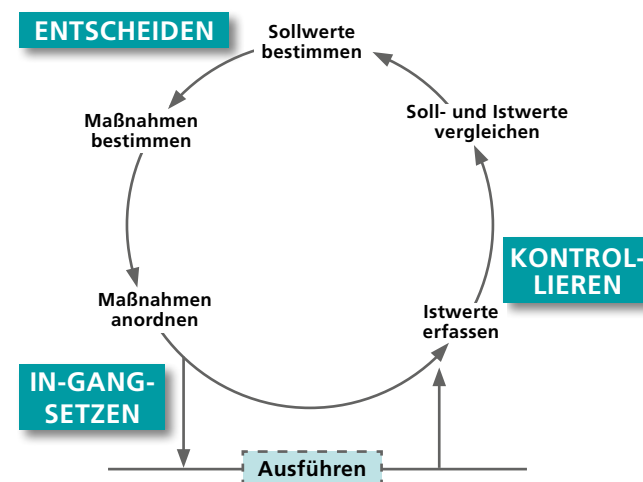 ENTSCHEIDEN
Sollwerte
bestimmen
Maßnahmen
bestimmen
Soll- und Istwerte
vergleichen
KONTROL-
LIEREN
Maßnahmen
anordnen
Istwerte
erfassen
IN-GANG-
SETZEN
Ausführen